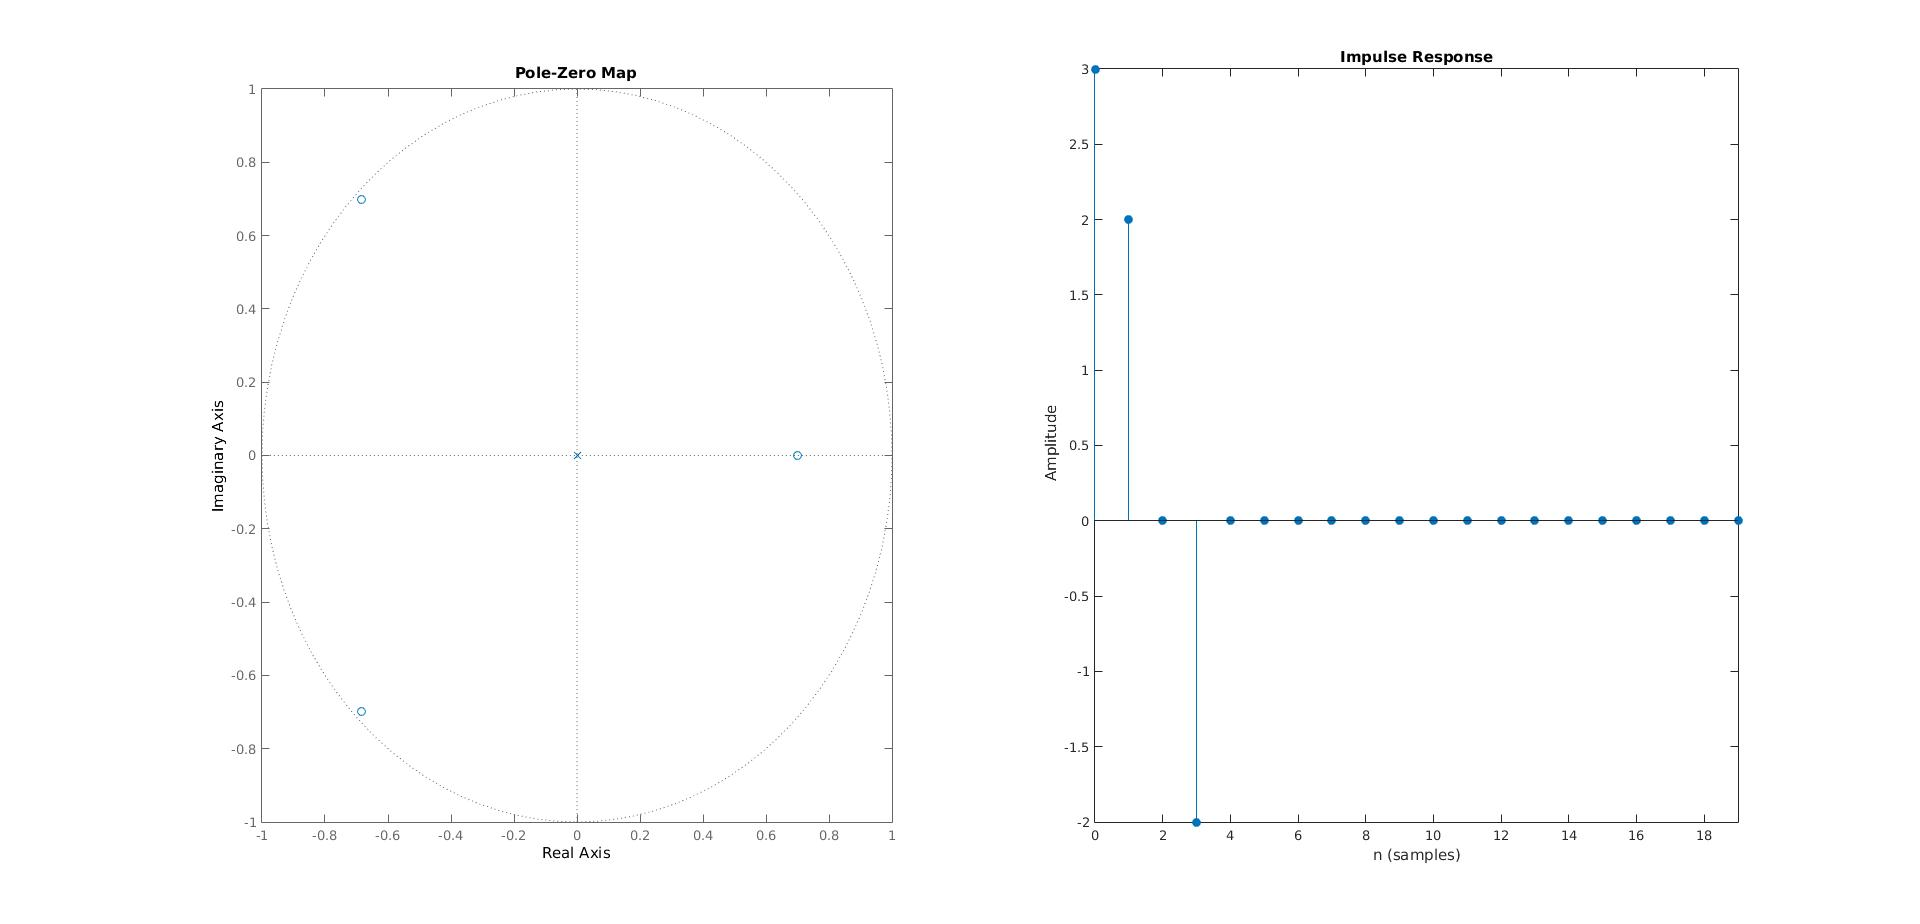 Pole-Zero Map
1
0.8
0.6
0.4
0.2
0
-0.2
-0.4
-0.6
-0.8
-1
Imaginary Axis
-1 -0.8 -0.6 -0.4 -0.2 0 0.2 0.4 0.6 0.8 1
Real Axis
Impulse Response
3
2.5
2
1.5
1
0.5
0
-0.5
-1
-1.5
-2
Amplitude
0 2 4 6 8 10 12 14 16 18
n (samples)